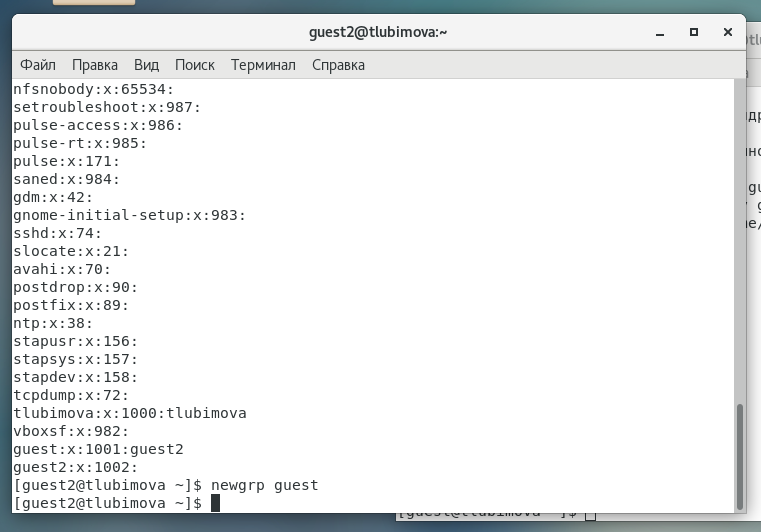 guest2@tlubimova:~
Файл Правка Вид Поиск Терминал Справка
nfsnobody:x:65534:
setroubleshoot:x:987:
pulse-access:x:986:
pulse-rt:x:985:
pulse:x:171:
saned:x:984:
gdm:x:42:
gnome-initial-setup:x:983:
sshd:x:74:
slocate:x:21:
avahi:x:70:
postdrop:x:90:
postfix:x:89:
ntp:x:38:
stapusr:x:156:
stapsys:x:157:
stapdev:x:158:
tcpdump:x:72:
tlubimova:x:1000:tlubimova
vboxsf:x:982:
guest:x:1001:guest2
guest2:x:1002:
[guest2@tlubimova ~]$ newgrp guest
[guest2@tlubimova ~]$